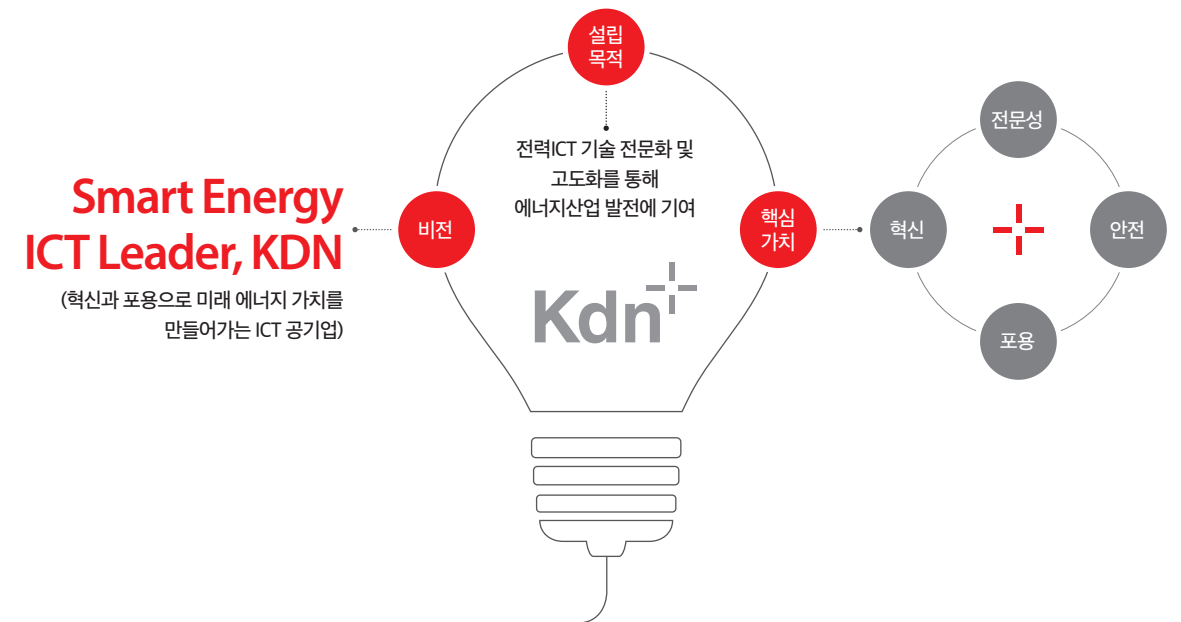 설립
목적
전력ICT 기술 전문화 및
고도화를 통해
에너지산업 발전에 기여
Smart Energy
ICT Leader, KDN
(혁신과 포용으로 미래 에너지 가치를
만들어가는 ICT 공기업)
비전
Kdn
핵심
가치
전문성
혁신
안전
포용